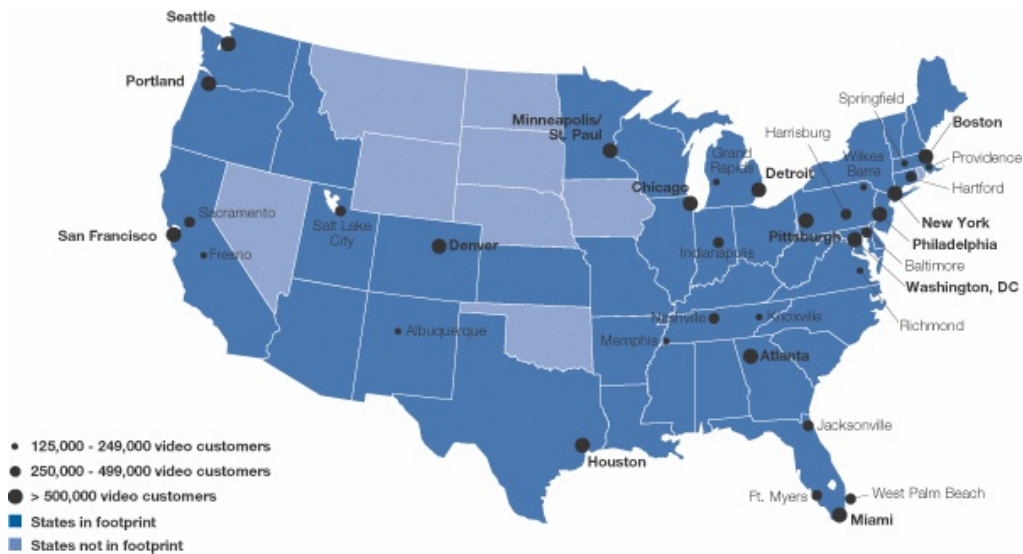 Seattle
Portland
Minneapolis/
St. Paul
Springfield
Harrisburg
Boston
Grand
Rapids
Wilkes
Barre
Providence
Detroit
Chicago
Hartford
Sacramento
Salt Lake
City
New York
San Francisco
Denver
Indianapolis
Pittsburgh
Philadelphia
Fresno
Baltimore
Washington, DC
Nashville
Knoxville
Richmond
Albuquerque
Memphis
Atlanta
Jacksonville
Houston
Ft. Myers
West Palm Beach
Miami
125,000 - 249,000 video customers
250,000 - 499,000 video customers
> 500,000 video customers
States in footprint
States not in footprint